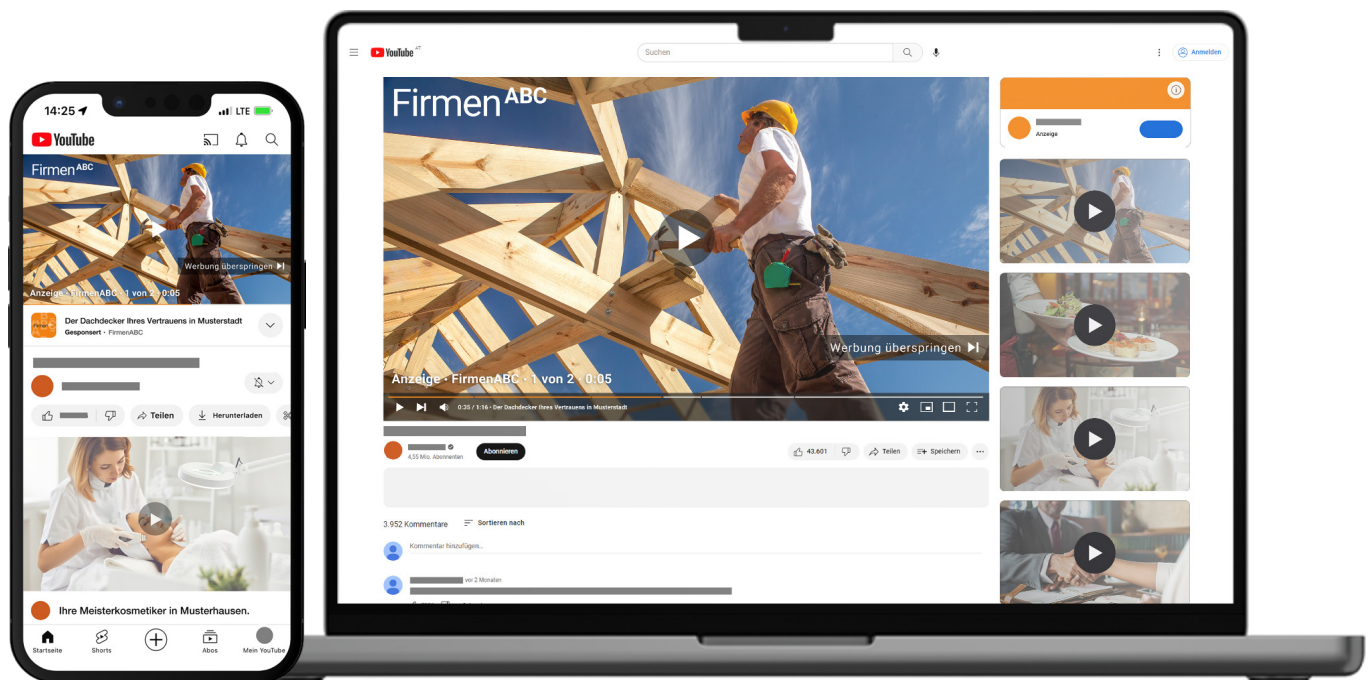 14:25
LTE
YouTube
Firmen ABC
Werbung überspringen
Anzeige · FirmenABC · 1 von 2 · 0:05
Der Dachdecker Ihres Vertrauens in Musterstadt
Gesponsert · FirmenABC
Teilen
Herunterladen
Ihre Meisterkosmetiker in Musterhausen.
Startseite
Shorts
Abos
Mein YouTube
YouTube AT
Suchen
Anmelden
Firmen ABC
Werbung überspringen
Anzeige · FirmenABC · 1 von 2 · 0:05
0:25 / 1:16 · Der Dachdecker Ihres Vertrauens in Musterstadt
4,35 Mio. Abonnenten
Abonnieren
43.601
Teilen
Speichern
3.952 Kommentare
Sortieren nach
Kommentar hinzufügen..
vor 2 Monaten
Anzeige